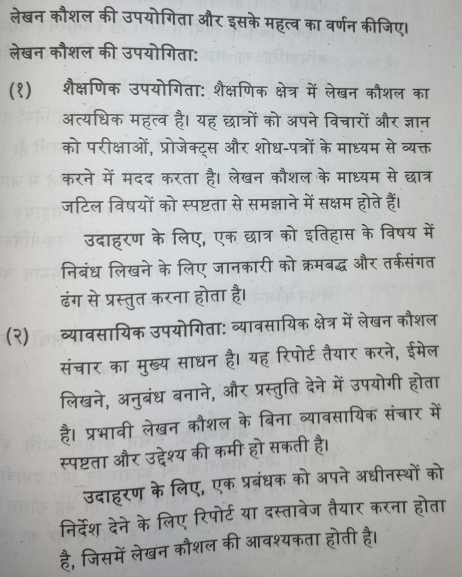 लेखन कौशल की उपयोगिता और इसके महत्व का वर्णन कीजिए।
लेखन कौशल की उपयोगिता:
(१) शैक्षणिक उपयोगिता: शैक्षणिक क्षेत्र में लेखन कौशल का
अत्यधिक महत्व है। यह छात्रों को अपने विचारों और ज्ञान
को परीक्षाओं, प्रोजेक्ट्स और शोध-पत्रों के माध्यम से व्यक्त
करने में मदद करता है। लेखन कौशल के माध्यम से छात्र
जटिल विषयों को स्पष्टता से समझाने में सक्षम होते हैं।
उदाहरण के लिए, एक छात्र को इतिहास के विषय में
निबंध लिखने के लिए जानकारी को क्रमबद्ध और तर्कसंगत
ढंग से प्रस्तुत करना होता है।
(२) व्यावसायिक उपयोगिता: व्यावसायिक क्षेत्र में लेखन कौशल
संचार का मुख्य साधन है। यह रिपोर्ट तैयार करने, ईमेल
लिखने, अनुबंध बनाने, और प्रस्तुति देने में उपयोगी होता
है। प्रभावी लेखन कौशल के बिना व्यावसायिक संचार में
स्पष्टता और उद्देश्य की कमी हो सकती है।
उदाहरण के लिए, एक प्रबंधक को अपने अधीनस्थों को
निर्देश देने के लिए रिपोर्ट या दस्तावेज तैयार करना होता
है, जिसमें लेखन कौशल की आवश्यकता होती है।